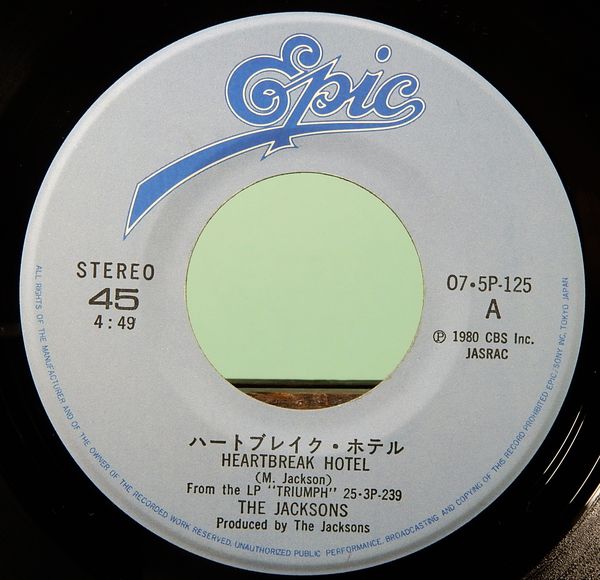 Epic
STEREO
45
4:49
07・5P-125
A
Ⓟ 1980 CBS Inc.
JASRAC
ハートブレイク・ホテル
HEARTBREAK HOTEL
(M. Jackson)
From the LP "TRIUMPH" 25・3P-239
THE JACKSONS
Produced by The Jacksons
ALL RIGHTS OF THE MANUFACTURER AND OF THE OWNER OF THE RECORDED WORK RESERVED. UNAUTHORIZED PUBLIC PERFORMANCE. BROADCASTING AND COPYING OF THIS RECORD PROHIBITED EPIC/SONY INC. TOKYO JAPAN